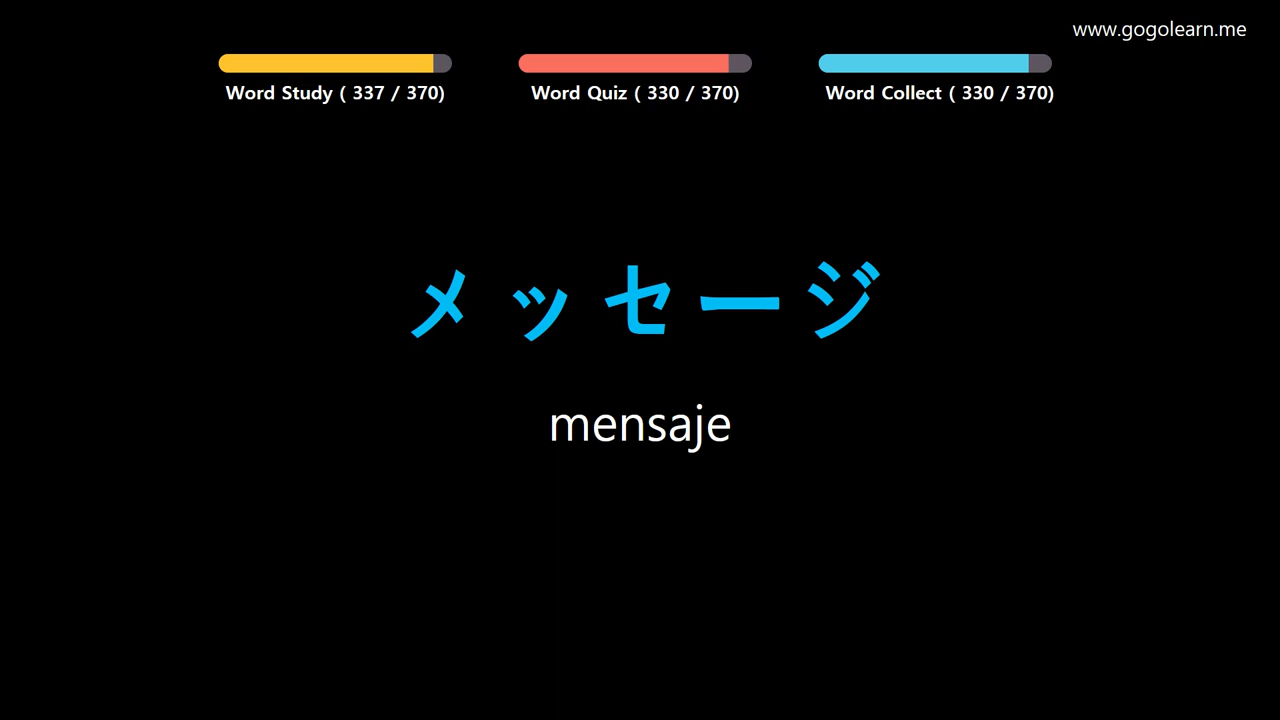 www.gogolearn.me
Word Study ( 337 / 370)
Word Quiz ( 330 / 370)
Word Collect ( 330 / 370)
メッセージ
mensaje